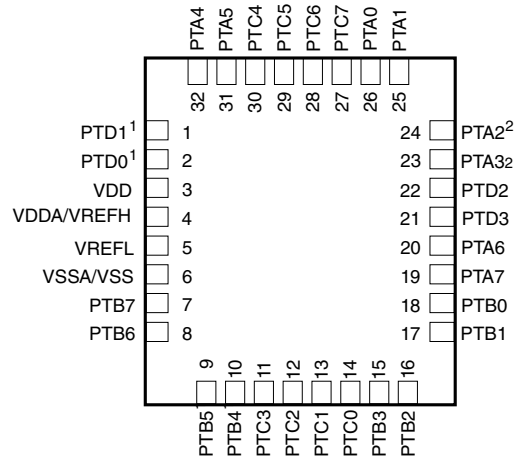 PTA4 PTA5 PTC4 PTC5 PTC6 PTC7 PTA0 PTA1
32 31 30 29 28 27 26 25
PTD1¹ 1 24 PTA2²
PTD0¹ 2 23 PTA32
VDD 3 22 PTD2
VDDA/VREFH 4 21 PTD3
VREFL 5 20 PTA6
VSSA/VSS 6 19 PTA7
PTB7 7 18 PTB0
PTB6 8 17 PTB1
9 10 11 12 13 14 15 16
PTB5 PTB4 PTC3 PTC2 PTC1 PTC0 PTB3 PTB2